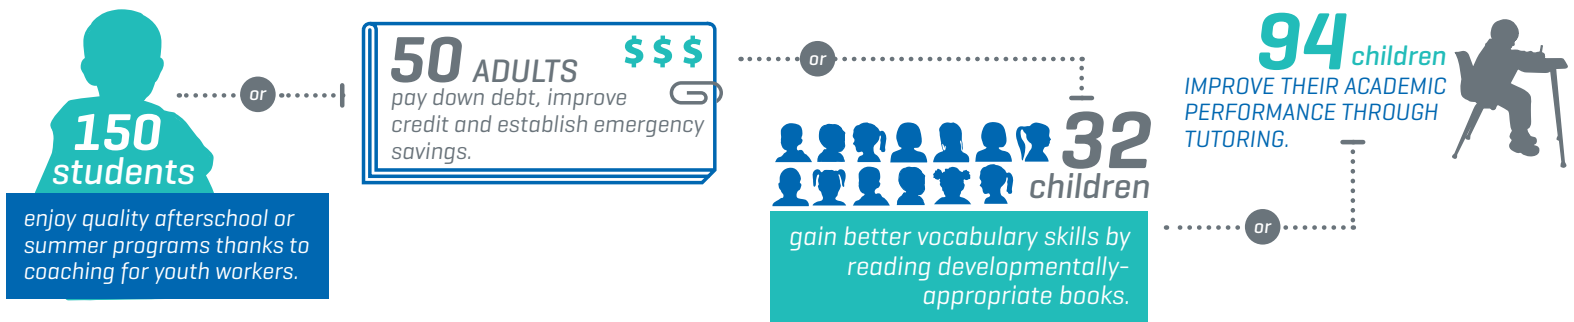 150
students
enjoy quality afterschool or
summer programs thanks to
coaching for youth workers.
or
50 ADULTS
$ $ $
pay down debt, improve
credit and establish emergency
savings.
or
32
children
gain better vocabulary skills by
reading developmentally-
appropriate books.
or
94 children
IMPROVE THEIR ACADEMIC
PERFORMANCE THROUGH
TUTORING.